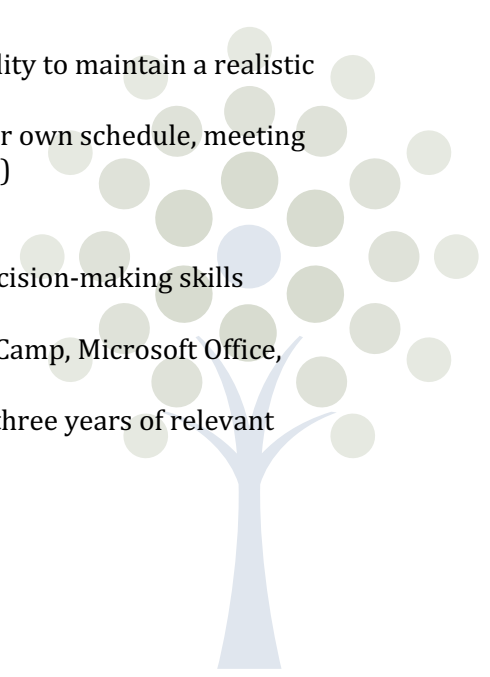 lity to maintain a realistic
r own schedule, meeting
)
cision-making skills
Camp, Microsoft Office,
three years of relevant